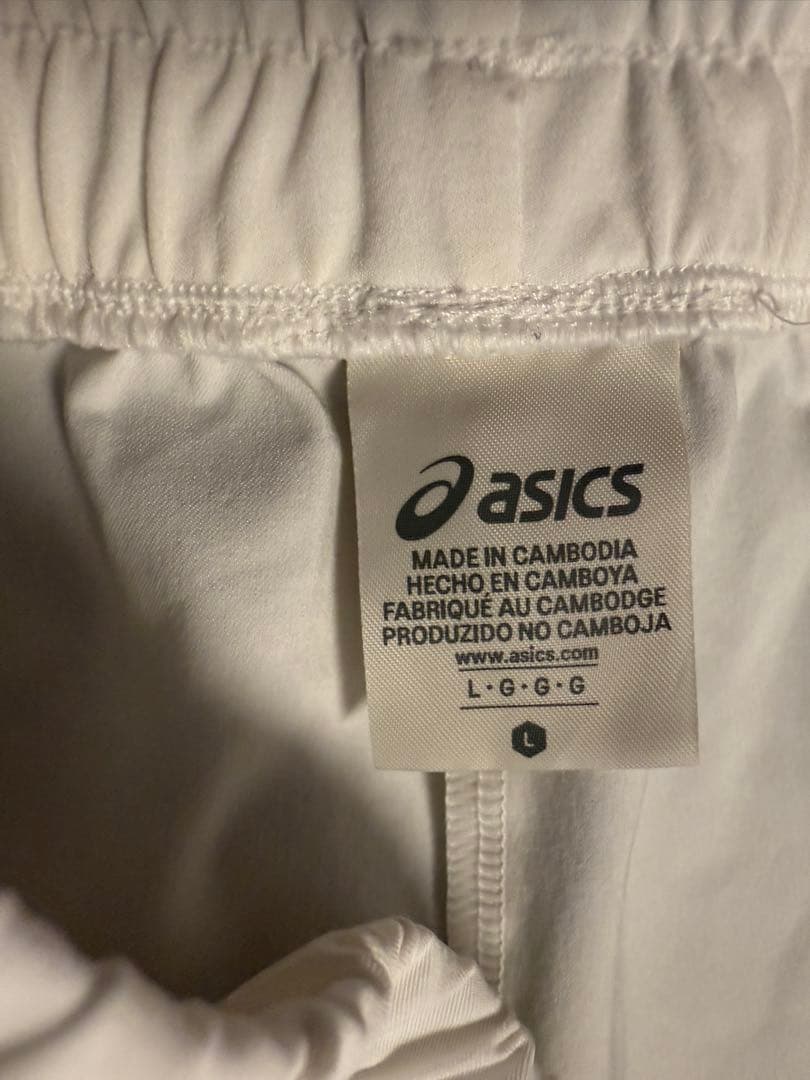 asics
MADE IN CAMBODIA
HECHO EN CAMBOYA
FABRIQUÉ AU CAMBODGE
PRODUZIDO NO CAMBOJA
www.asics.com
L·G·G·G
L